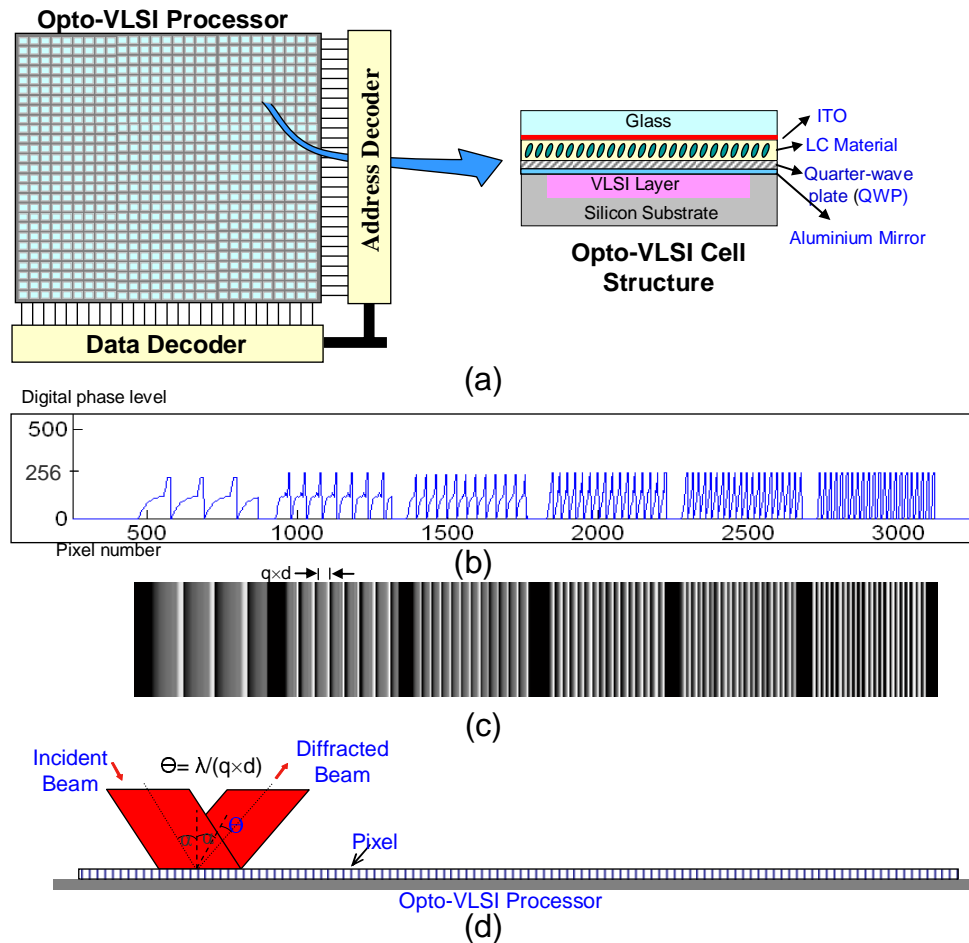 Opto-VLSI Processor
Address Decoder
Data Decoder
Glass
VLSI Layer
Silicon Substrate
ITO
LC Material
Quarter-wave
plate (QWP)
Aluminium Mirror
Opto-VLSI Cell
Structure
(a)
Digital phase level
500
256
0
500
1000
1500
2000
2500
3000
Pixel number
(b)
q×d
(c)
Incident
Beam
Θ= λ/(q×d)
Diffracted
Beam
α
α
Θ
Pixel
Opto-VLSI Processor
(d)